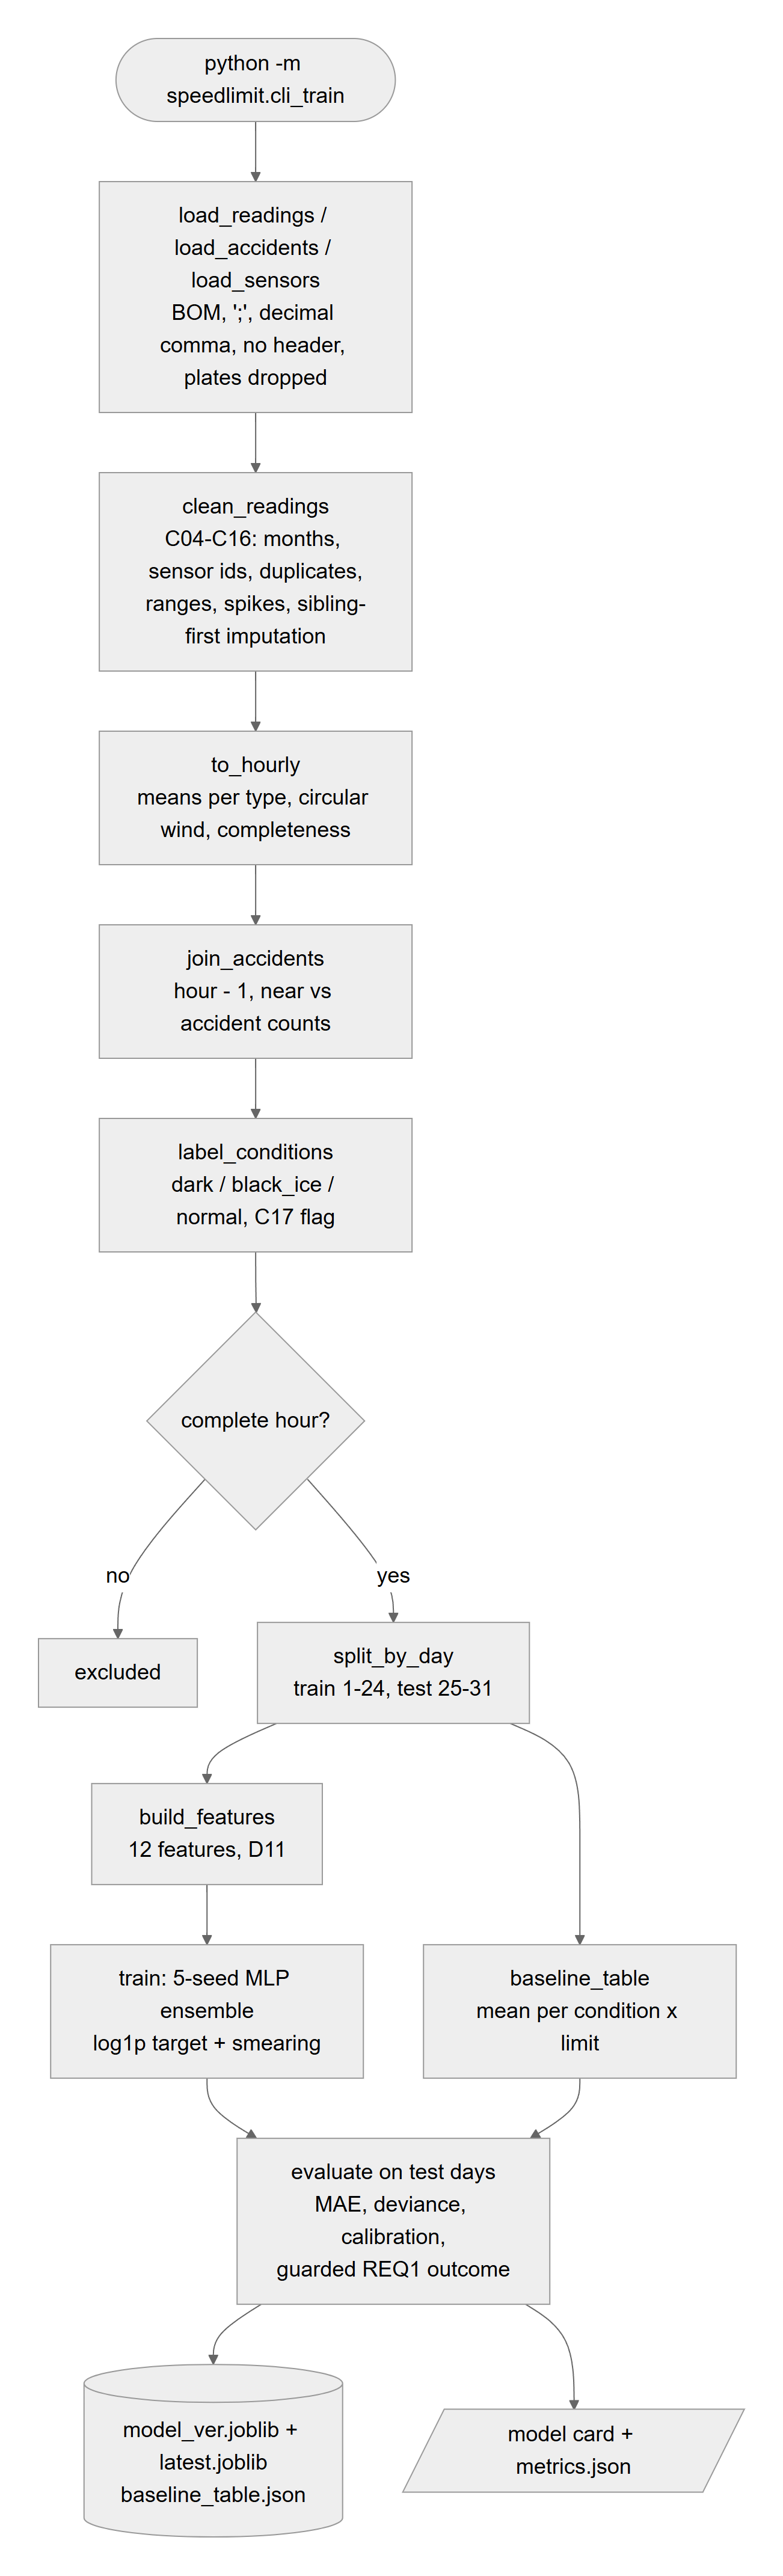 python -m
speedlimit.cli_train
load_readings /
load_accidents /
load_sensors
BOM, ';', decimal
comma, no header,
plates dropped
clean_readings
C04-C16: months,
sensor ids, duplicates,
ranges, spikes, sibling-
first imputation
to_hourly
means per type, circular
wind, completeness
join_accidents
hour - 1, near vs
accident counts
label_conditions
dark / black_ice /
normal, C17 flag
complete hour?
no
yes
excluded
split_by_day
train 1-24, test 25-31
build_features
12 features, D11
train: 5-seed MLP
ensemble
log1p target + smearing
baseline_table
mean per condition x
limit
evaluate on test days
MAE, deviance,
calibration,
guarded REQ1 outcome
model_ver.joblib +
latest.joblib
baseline_table.json
model card +
metrics.json